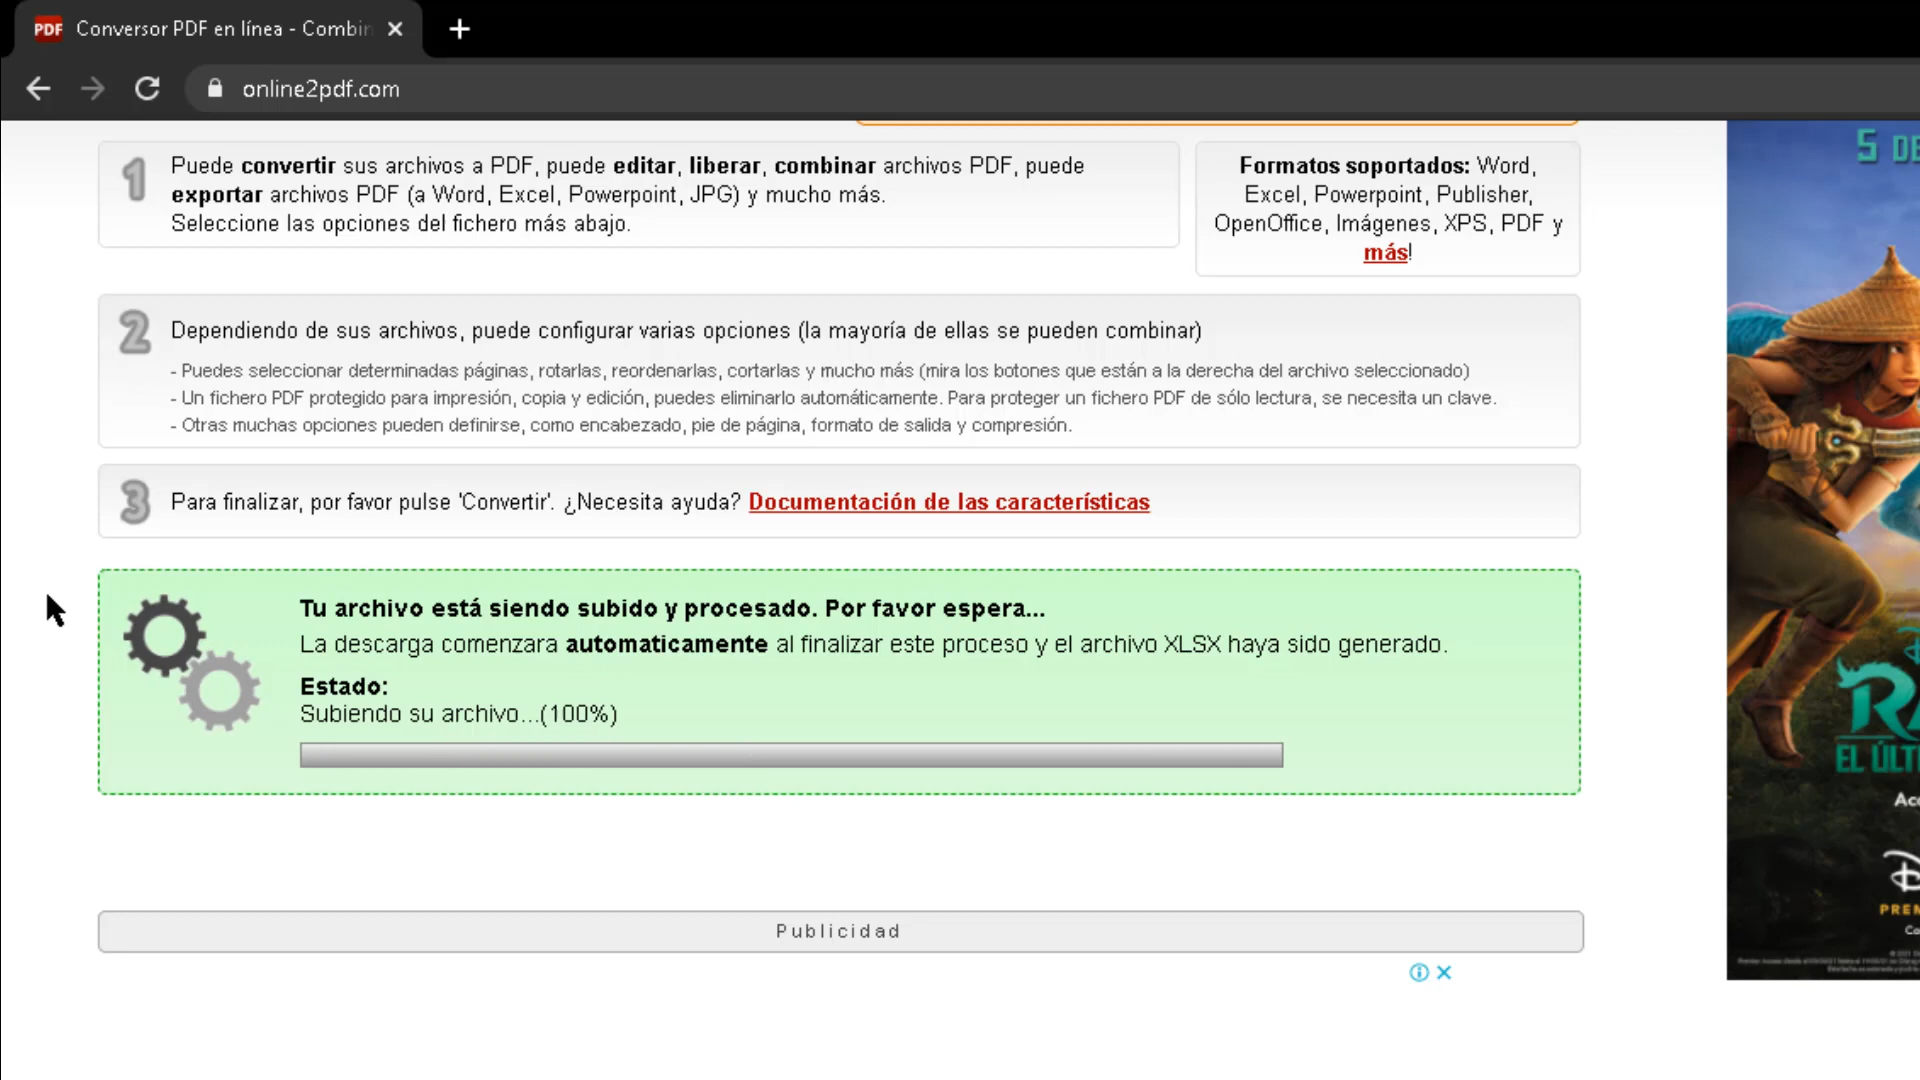 PDF Conversor PDF en línea - Combin
online2pdf.com
1 Puede convertir sus archivos a PDF, puede editar, liberar, combinar archivos PDF, puede
exportar archivos PDF (a Word, Excel, Powerpoint, JPG) y mucho más.
Seleccione las opciones del fichero más abajo.
Formatos soportados: Word,
Excel, Powerpoint, Publisher,
OpenOffice, Imágenes, XPS, PDF y
más!
2 Dependiendo de sus archivos, puede configurar varias opciones (la mayoría de ellas se pueden combinar)
- Puedes seleccionar determinadas páginas, rotarlas, reordenarlas, cortarlas y mucho más (mira los botones que están a la derecha del archivo seleccionado)
- Un fichero PDF protegido para impresión, copia y edición, puedes eliminarlo automáticamente. Para proteger un fichero PDF de sólo lectura, se necesita un clave.
- Otras muchas opciones pueden definirse, como encabezado, pie de página, formato de salida y compresión.
3 Para finalizar, por favor pulse 'Convertir'. ¿Necesita ayuda? Documentación de las características
Tu archivo está siendo subido y procesado. Por favor espera...
La descarga comenzara automaticamente al finalizar este proceso y el archivo XLSX haya sido generado.
Estado:
Subiendo su archivo...(100%)
Publicidad
5 DE
RA
EL ÚLTI
Acc
D
PREM
Co